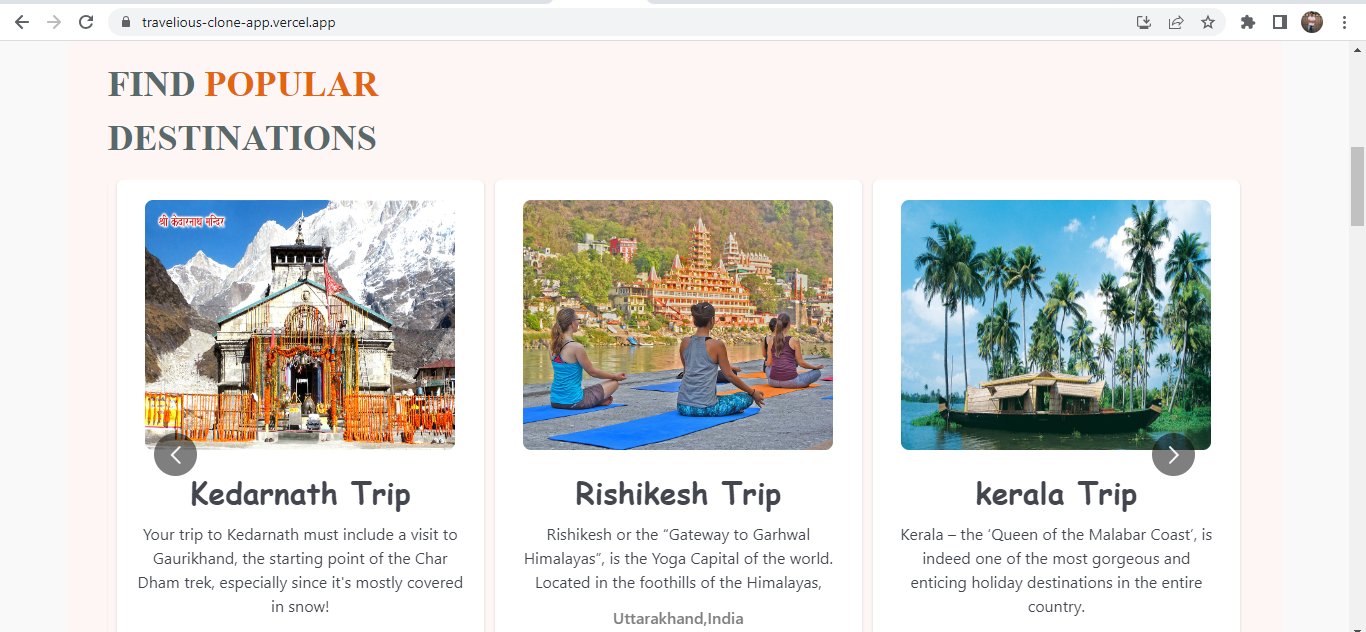 travelious-clone-app.vercel.app
FIND POPULAR
DESTINATIONS
श्री केदारनाथ मन्दिर
Kedarnath Trip
Your trip to Kedarnath must include a visit to
Gaurikhand, the starting point of the Char
Dham trek, especially since it's mostly covered
in snow!
Rishikesh Trip
Rishikesh or the “Gateway to Garhwal
Himalayas”, is the Yoga Capital of the world.
Located in the foothills of the Himalayas,
Uttarakhand,India
kerala Trip
Kerala – the ‘Queen of the Malabar Coast’, is
indeed one of the most gorgeous and
enticing holiday destinations in the entire
country.